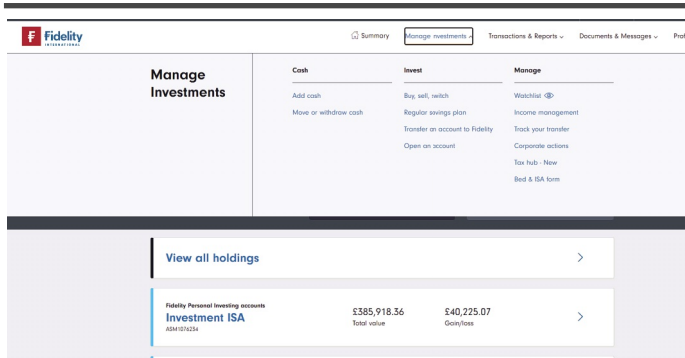 Fidelity
INTERNATIONAL
Summary
Manage nvestments
Transactions & Reports
Documents & Messages
Prof
Manage
Investments
Cash
Add cash
Move or withdraw cash
Invest
Buy, sell, rwitch
Regular savings plan
Transfer an account to Fidelity
Open an account
Manage
Watchlist
Income management
Track your transfer
Corporate actions
Tax hub - New
Bed & ISA form
View all holdings
Fidelity Personal Investing accounts
Investment ISA
ASM1076234
£385,918.36
Total value
£40,225.07
Gain/loss